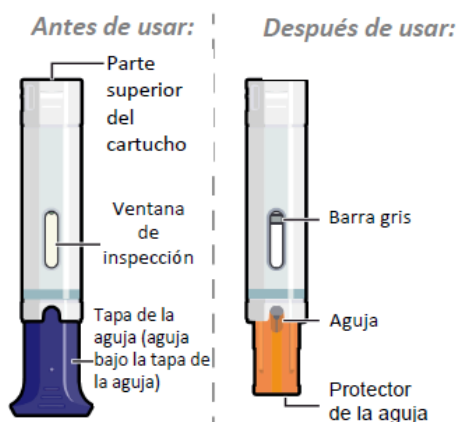 Antes de usar:
Parte
superior
del
cartucho
Ventana
de
inspección
Tapa de la
aguja (aguja
bajo la tapa de
la aguja)
Después de usar:
Barra gris
Aguja
Protector
de la aguja